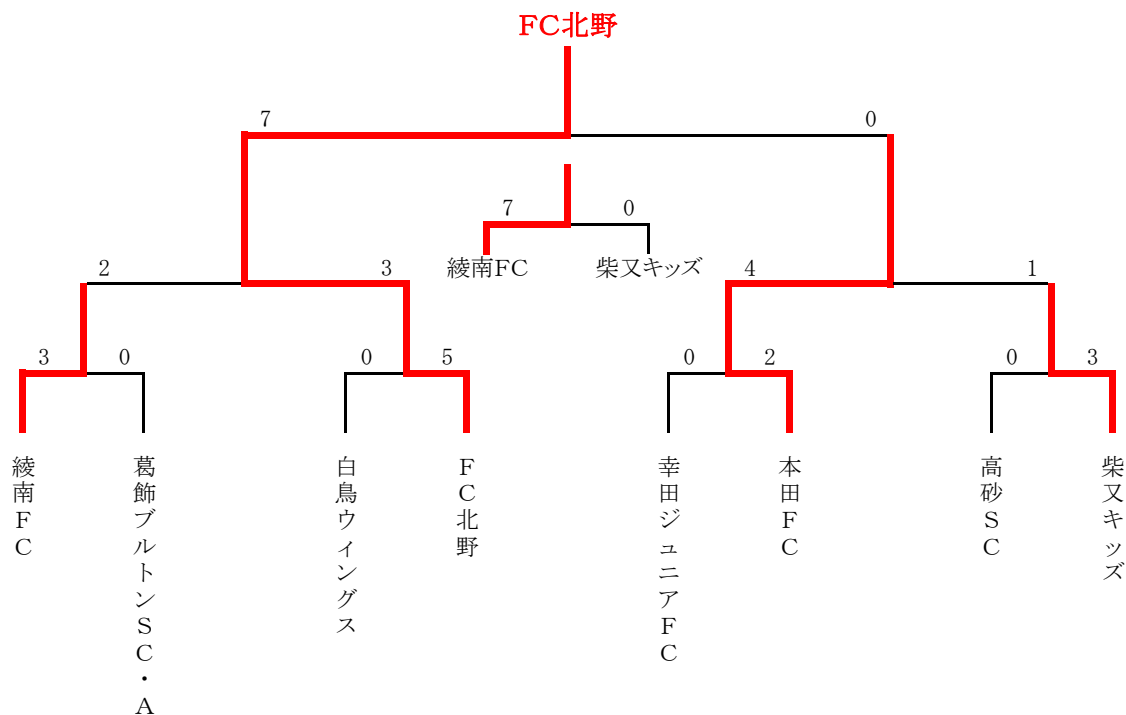 FC北野
7
0
7
0
綾南FC
柴又キッズ
2
3
4
1
3
0
0
5
0
2
0
3
綾南FC
葛飾ブルトンSC・A
白鳥ウィングス
FC北野
幸田ジュニアFC
本田FC
高砂SC
柴又キッズ